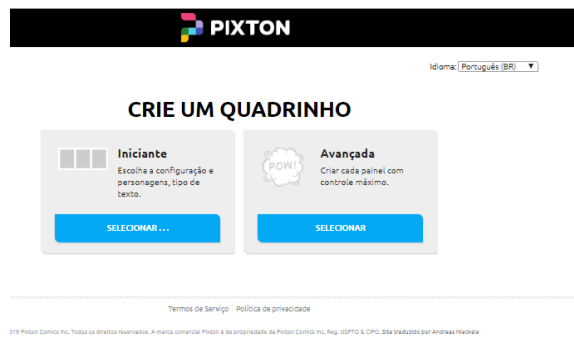 PIXTON
Idioma: Português (BR)
CRIE UM QUADRINHO
Iniciante
Escolha a configuração e
personagens, tipo de
texto.
SELECIONAR...
POW!
Avançada
Criar cada painel com
controle máximo.
SELECIONAR
Termos de Serviço | Política de privacidade
019 Pixton Comics Inc. Todos os direitos reservados. A marca comercial Pixton é de propriedade da Pixton Comics Inc. Reg. USPTO & CIPO. Site traduzido por Andreas Nieckele